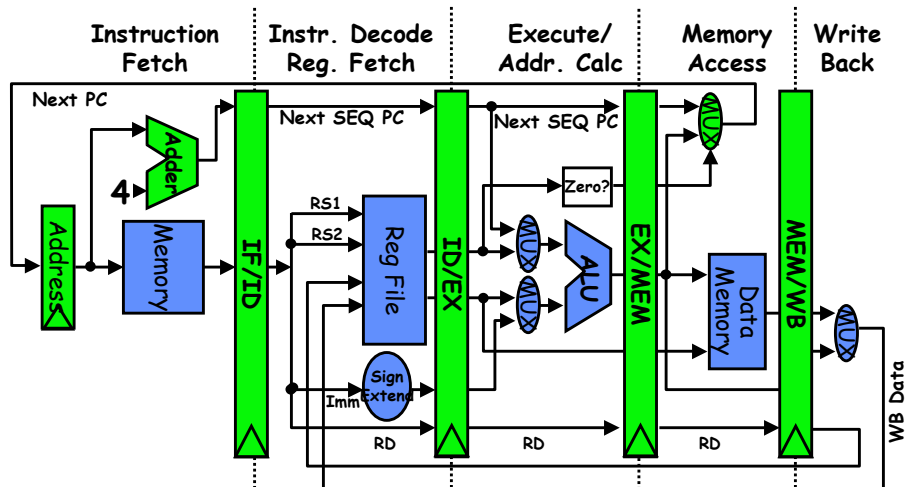 Instruction
Fetch
Instr. Decode
Reg. Fetch
Execute/
Addr. Calc
Memory
Access
Write
Back
Next PC
Next SEQ PC
Next SEQ PC
MUX
Adder
4
Zero?
RS1
RS2
Address
Memory
IF/ID
Reg File
ID/EX
MUX
MUX
ALU
EX/MEM
Data
Memory
MEM/WB
MUX
Sign
Extend
Imm
RD
RD
RD
WB Data